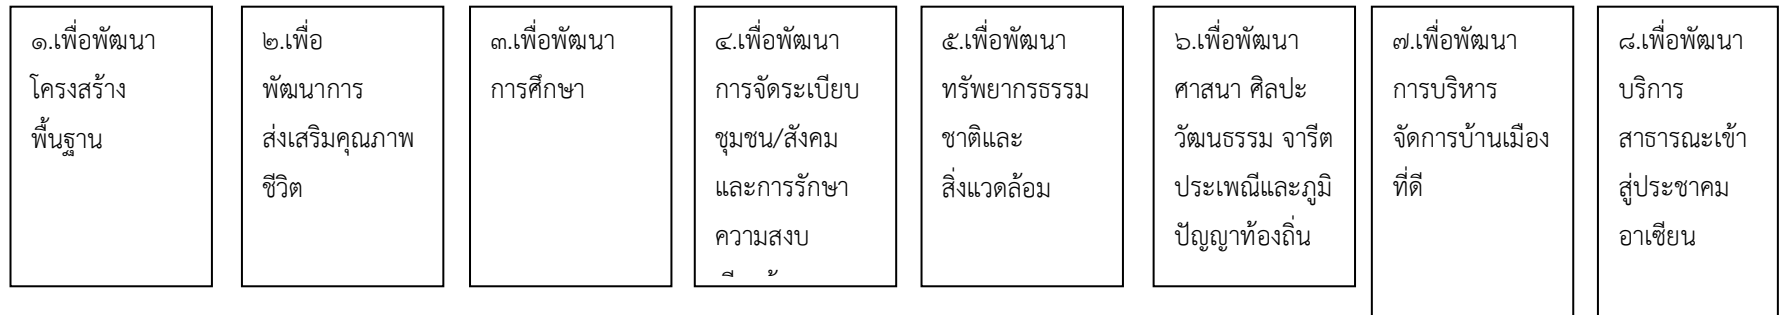 ๑.เพื่อพัฒนา
โครงสร้าง
พื้นฐาน
๒.เพื่อ
พัฒนาการ
ส่งเสริมคุณภาพ
ชีวิต
๓.เพื่อพัฒนา
การศึกษา
๔.เพื่อพัฒนา
การจัดระเบียบ
ชุมชน/สังคม
และการรักษา
ความสงบ
๕.เพื่อพัฒนา
ทรัพยากรธรรม
ชาติและ
สิ่งแวดล้อม
๖.เพื่อพัฒนา
ศาสนา ศิลปะ
วัฒนธรรม จารีต
ประเพณีและภูมิ
ปัญญาท้องถิ่น
๗.เพื่อพัฒนา
การบริหาร
จัดการบ้านเมือง
ที่ดี
๘.เพื่อพัฒนา
บริการ
สาธารณะเข้า
สู่ประชาคม
อาเซียน